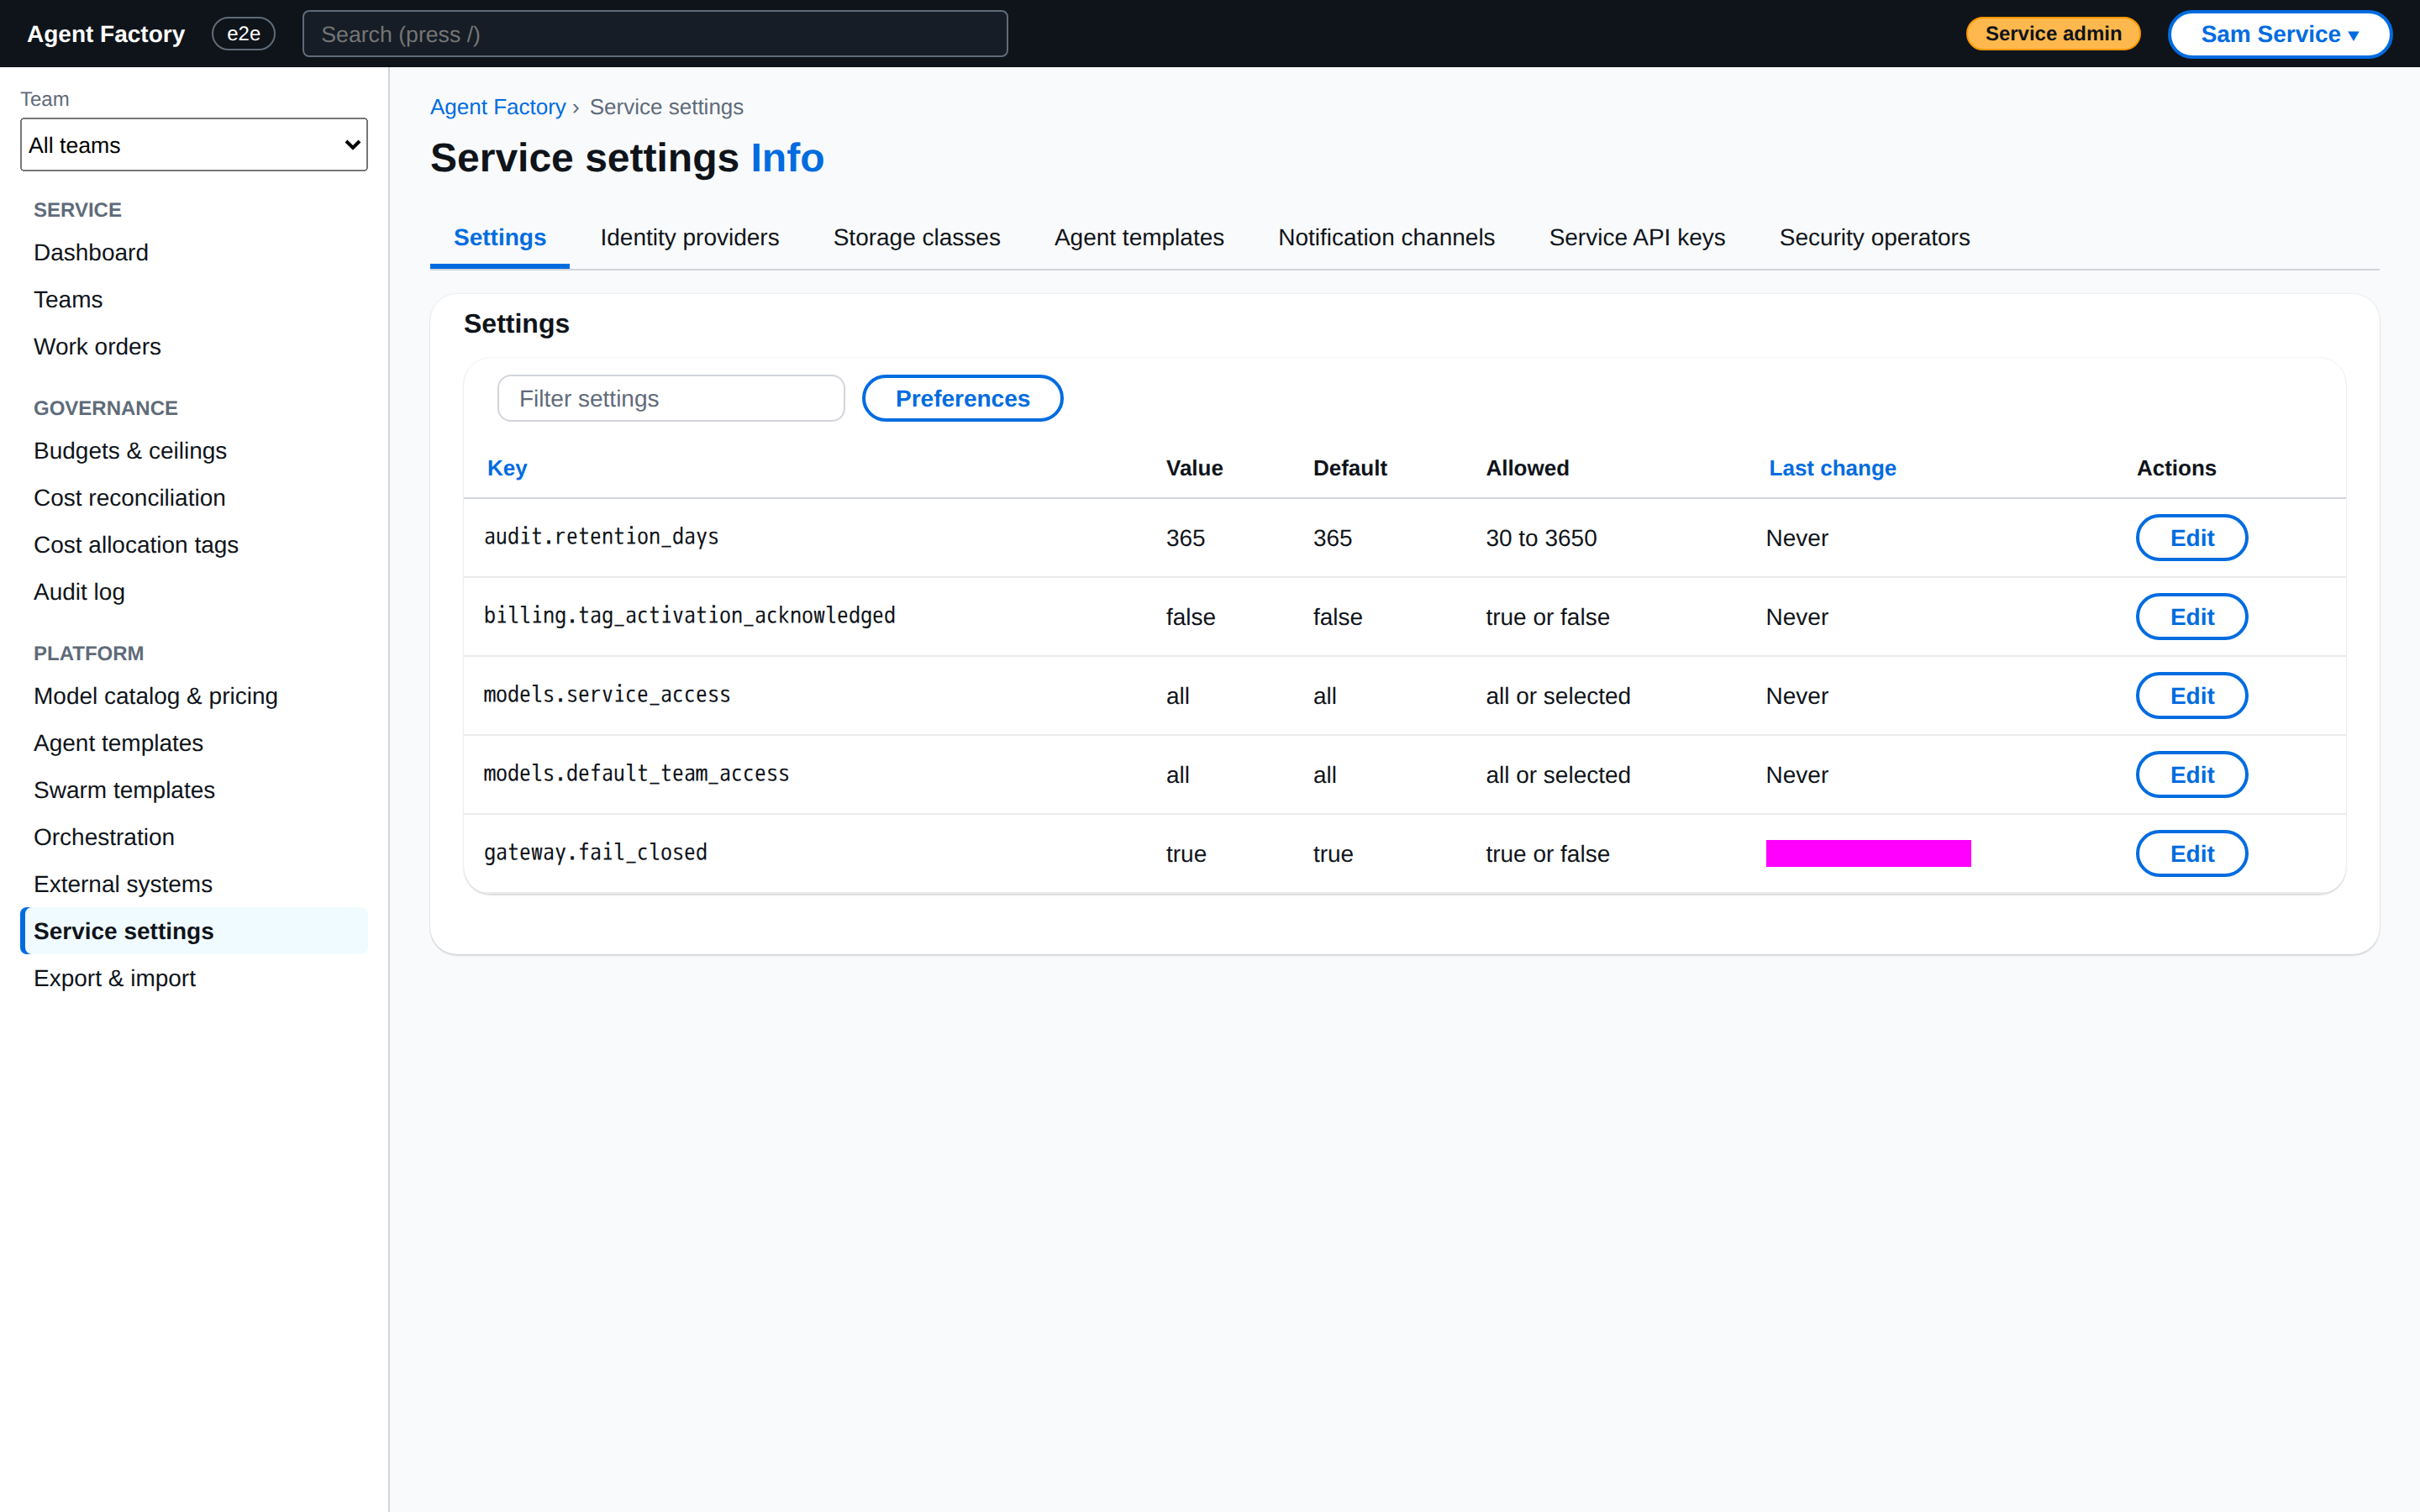 Agent Factory e2e Search (press /) Service admin Sam Service ▾
Team
All teams
SERVICE
Dashboard
Teams
Work orders
GOVERNANCE
Budgets & ceilings
Cost reconciliation
Cost allocation tags
Audit log
PLATFORM
Model catalog & pricing
Agent templates
Swarm templates
Orchestration
External systems
Service settings
Export & import
Agent Factory › Service settings
Service settings Info
Settings Identity providers Storage classes Agent templates Notification channels Service API keys Security operators
Settings
Filter settings Preferences
Key Value Default Allowed Last change Actions
audit.retention_days 365 365 30 to 3650 Never Edit
billing.tag_activation_acknowledged false false true or false Never Edit
models.service_access all all all or selected Never Edit
models.default_team_access all all all or selected Never Edit
gateway.fail_closed true true true or false Edit